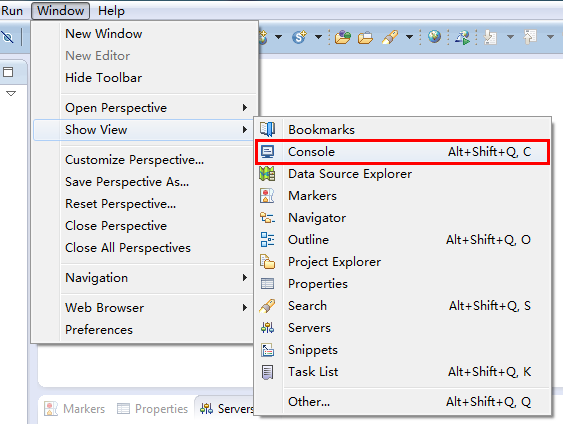 Run Window Help
New Window
New Editor
Hide Toolbar
Open Perspective
Show View
Customize Perspective...
Save Perspective As...
Reset Perspective...
Close Perspective
Close All Perspectives
Navigation
Web Browser
Preferences
Bookmarks
Console Alt+Shift+Q, C
Data Source Explorer
Markers
Navigator
Outline Alt+Shift+Q, O
Project Explorer
Properties
Search Alt+Shift+Q, S
Servers
Snippets
Task List Alt+Shift+Q, K
Other... Alt+Shift+Q, Q
Markers Properties Servers